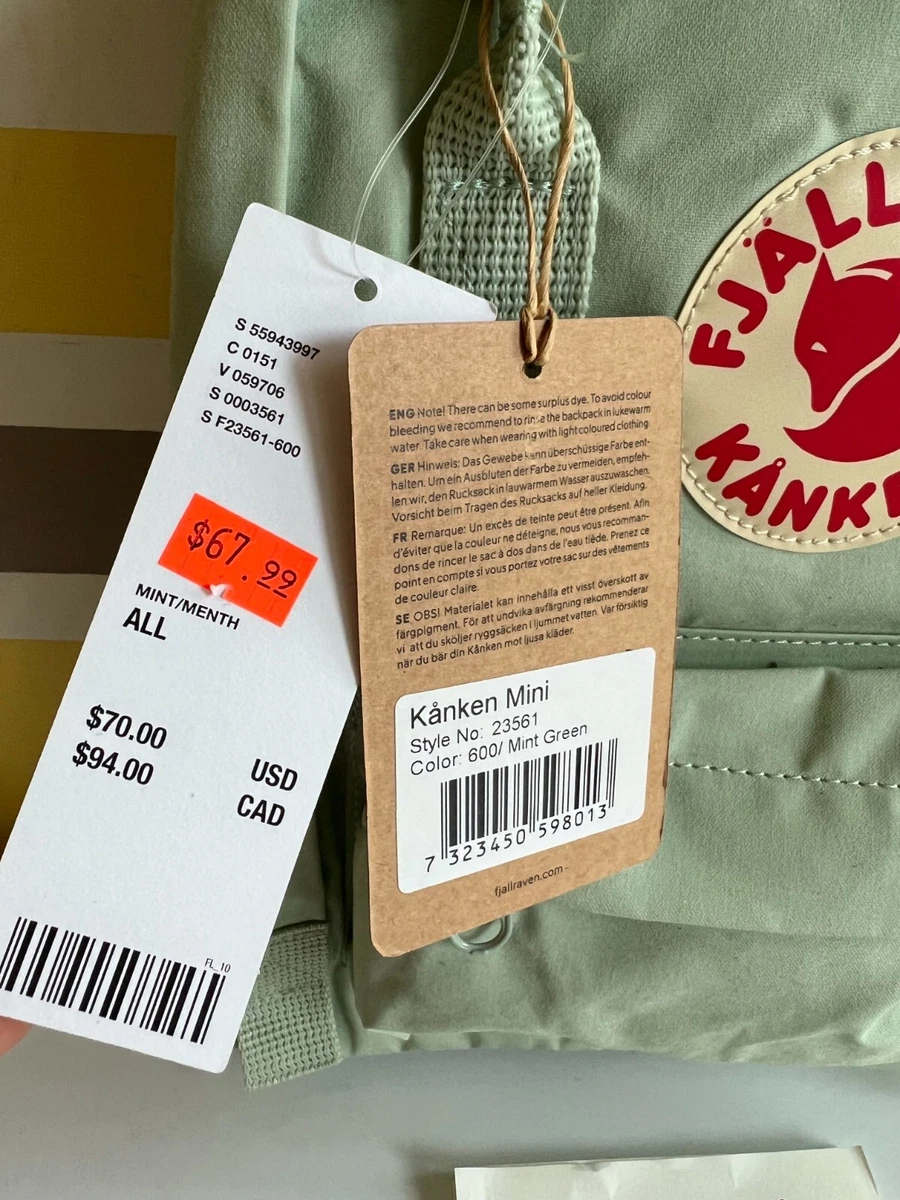 S 55943997
C 0151
V 059706
S 0003561
S F23561-600
$67.99
MINT/MENTH
ALL
$70.00 USD
$94.00 CAD
FL_10
ENG Note! There can be some surplus dye. To avoid colour
bleeding we recommend to rinse the backpack in lukewarm
water. Take care when wearing with light coloured clothing
GER Hinweis: Das Gewebe kann überschüssige Farbe ent-
halten. Um ein Ausbluten der Farbe zu vermeiden, empfeh-
len wir, den Rucksack in lauwarmem Wasser auszuwaschen.
Vorsicht beim Tragen des Rucksacks auf heller Kleidung.
FR Remarque: Un excés de teinte peut être présent. Afin
d'éviter que la couleur ne déteigne, nous vous recomman-
dons de rincer le sac à dos dans de l'eau tiède. Prenez ce
point en compte si vous portez votre sac sur des vêtements
de couleur claire.
SE OBS! Materialet kan innehålla ett visst överskott av
färgpigment. För att undvika avfärgning rekommenderar
vi att du sköljer ryggsäcken i ljummet vatten. Var försiktig
när du bär din Kånken mot ljusa kläder.
Kånken Mini
Style No: 23561
Color: 600/ Mint Green
7 323450 598013
fjallraven.com
FJÄLL
KÅNKE